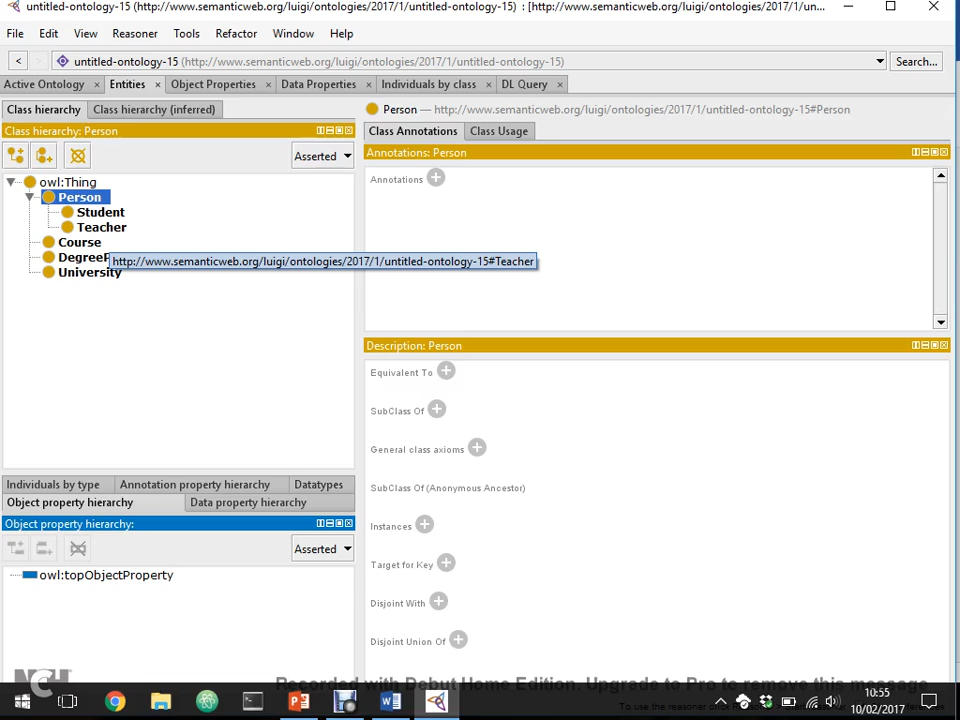 untitled-ontology-15 (http://www.semanticweb.org/luigi/ontologies/2017/1/untitled-ontology-15) : [http://www.semanticweb.org/luigi/ontologies/2017/1/un...
File Edit View Reasoner Tools Refactor Window Help
< > untitled-ontology-15 (http://www.semanticweb.org/luigi/ontologies/2017/1/untitled-ontology-15) Search...
Active Ontology × Entities × Object Properties × Data Properties × Individuals by class × DL Query ×
Class hierarchy Class hierarchy (inferred)
Class hierarchy: Person
Asserted
owl:Thing
Person
Student
Teacher
Course
DegreeP
University
http://www.semanticweb.org/luigi/ontologies/2017/1/untitled-ontology-15#Teacher
Individuals by type Annotation property hierarchy Datatypes
Object property hierarchy Data property hierarchy
Object property hierarchy:
Asserted
owl:topObjectProperty
Person — http://www.semanticweb.org/luigi/ontologies/2017/1/untitled-ontology-15#Person
Class Annotations Class Usage
Annotations: Person
Annotations
Description: Person
Equivalent To
SubClass Of
General class axioms
SubClass Of (Anonymous Ancestor)
Instances
Target for Key
Disjoint With
Disjoint Union Of
NCH
Recorded with Debut Home Edition. Upgrade to Pro to remove this message
To use the reasoner click
10:55
10/02/2017